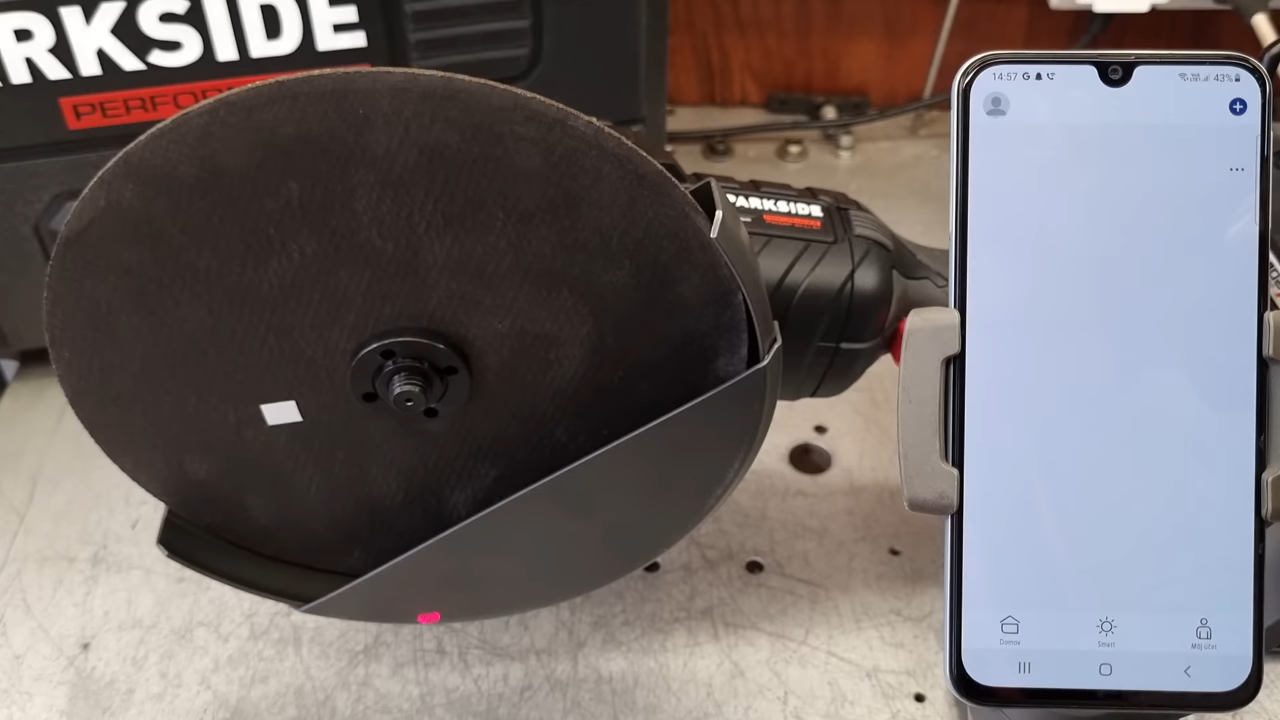 RKSIDE
PERFOR
PARKSIDE
14:57 G
43%
Domov
Smart
Môj účet